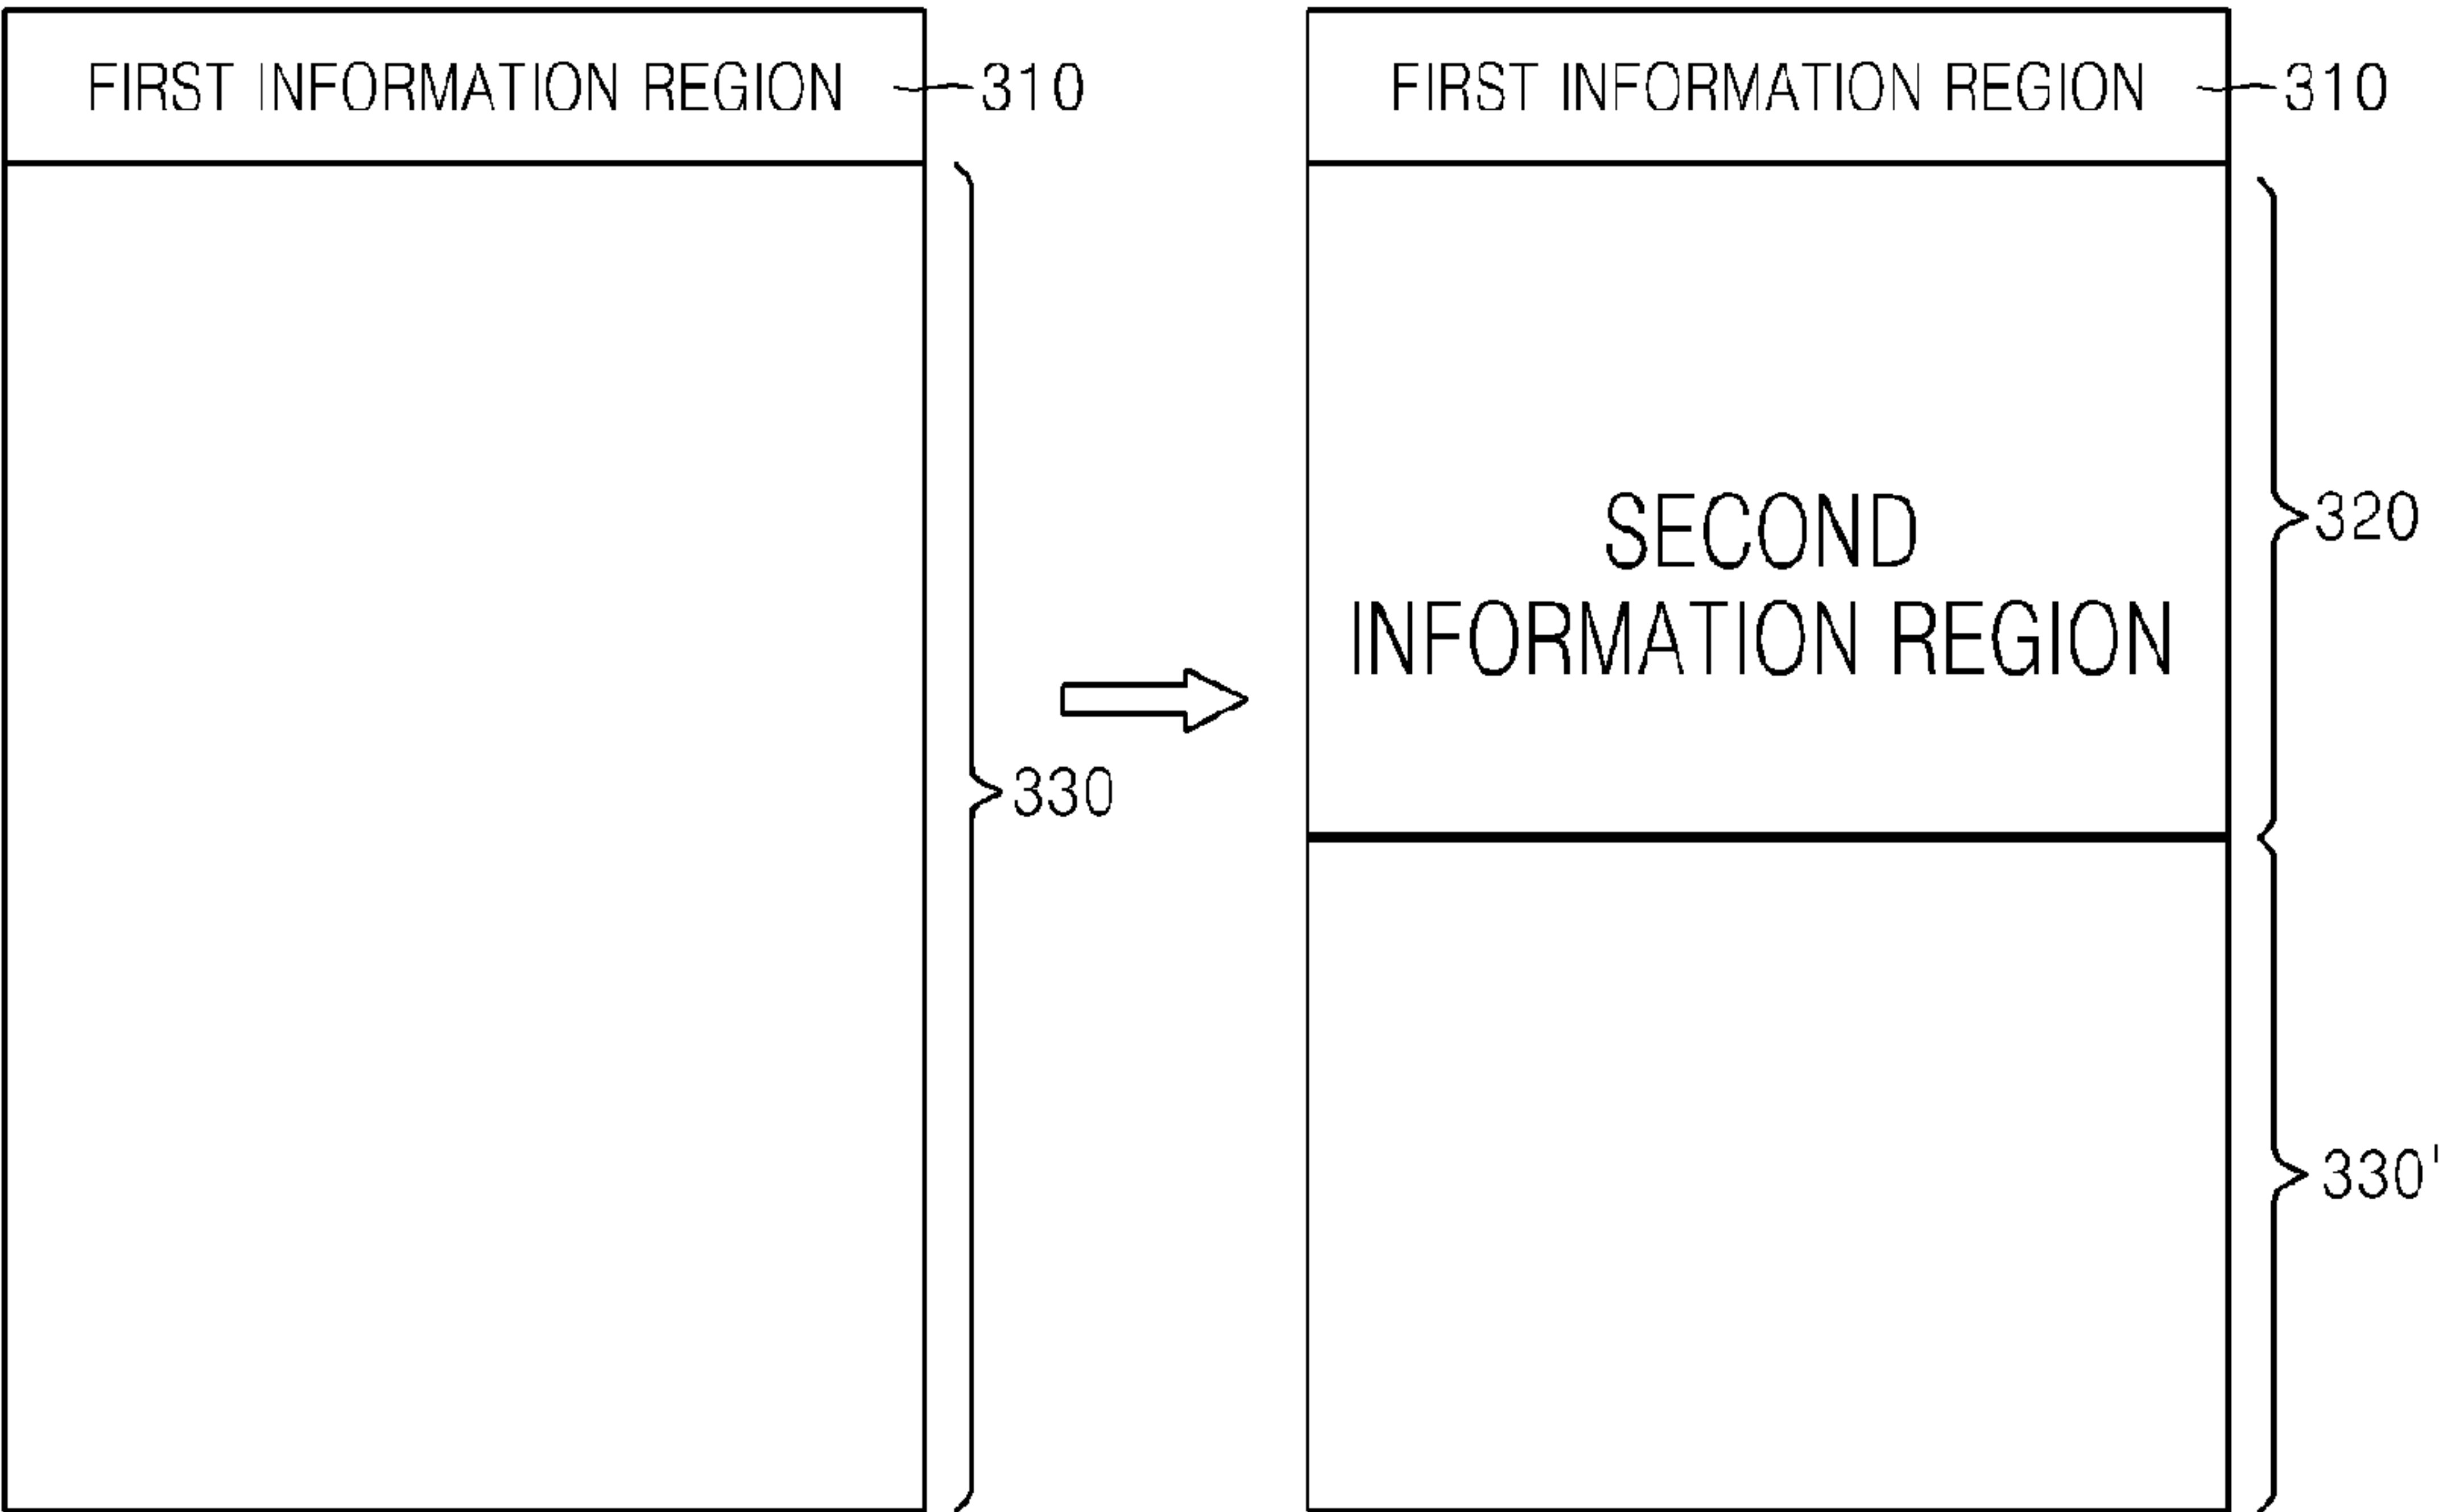 FIRST INFORMATION REGION 310
330
FIRST INFORMATION REGION 310
SECOND
INFORMATION REGION
320
330'